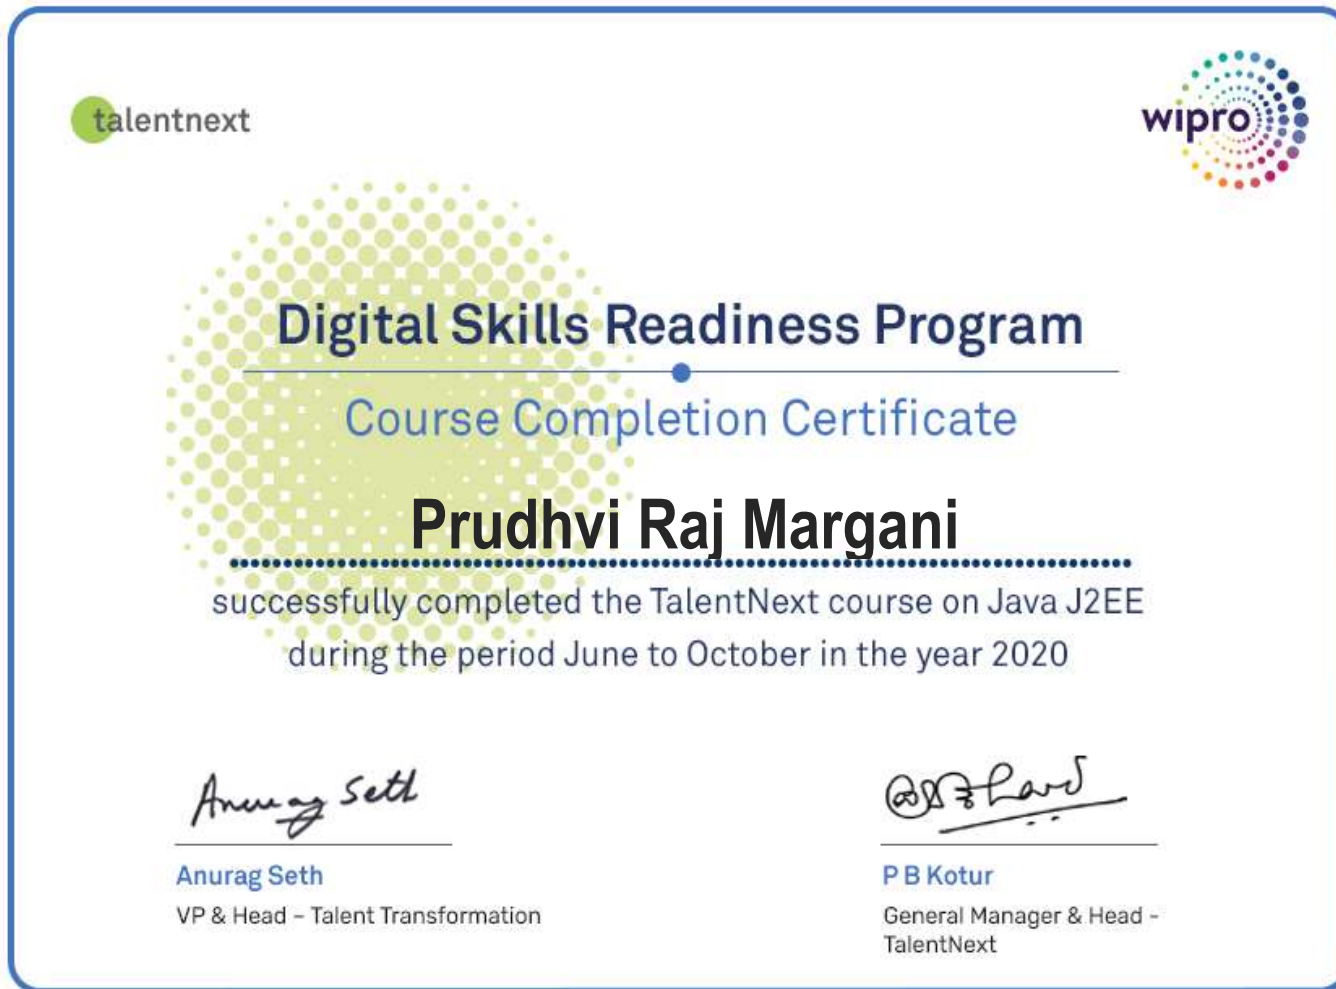 talentnext
wipro
Digital Skills Readiness Program
Course Completion Certificate
Prudhvi Raj Margani
successfully completed the TalentNext course on Java J2EE
during the period June to October in the year 2020
Anurag Seth
Anurag Seth
VP & Head – Talent Transformation
P B Kotur
General Manager & Head -
TalentNext